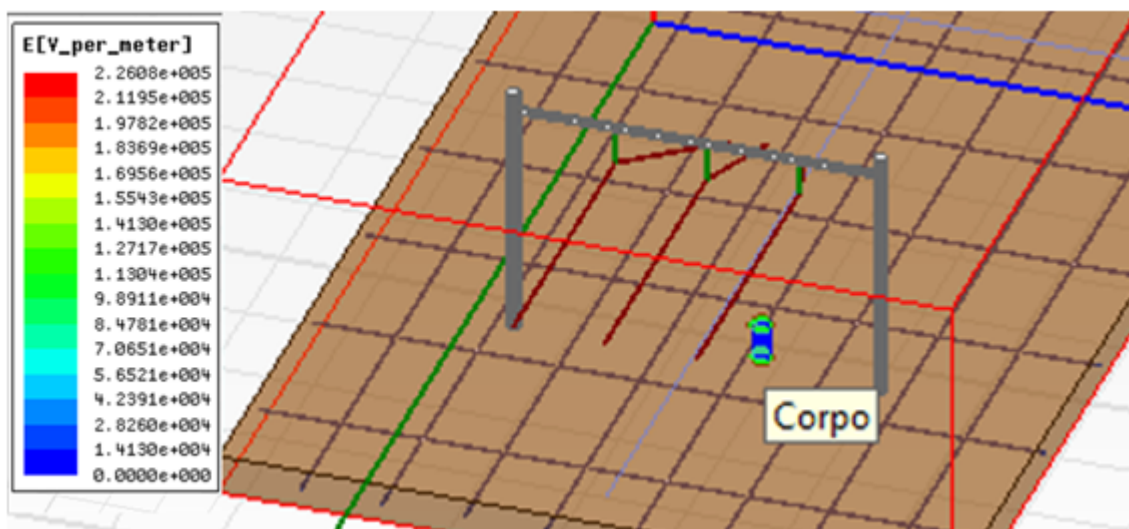 E[V_per_meter]
2.2608e+005
2.1195e+005
1.9782e+005
1.8369e+005
1.6956e+005
1.5543e+005
1.4130e+005
1.2717e+005
1.1304e+005
9.8911e+004
8.4781e+004
7.0651e+004
5.6521e+004
4.2391e+004
2.8260e+004
1.4130e+004
0.0000e+000
Corpo